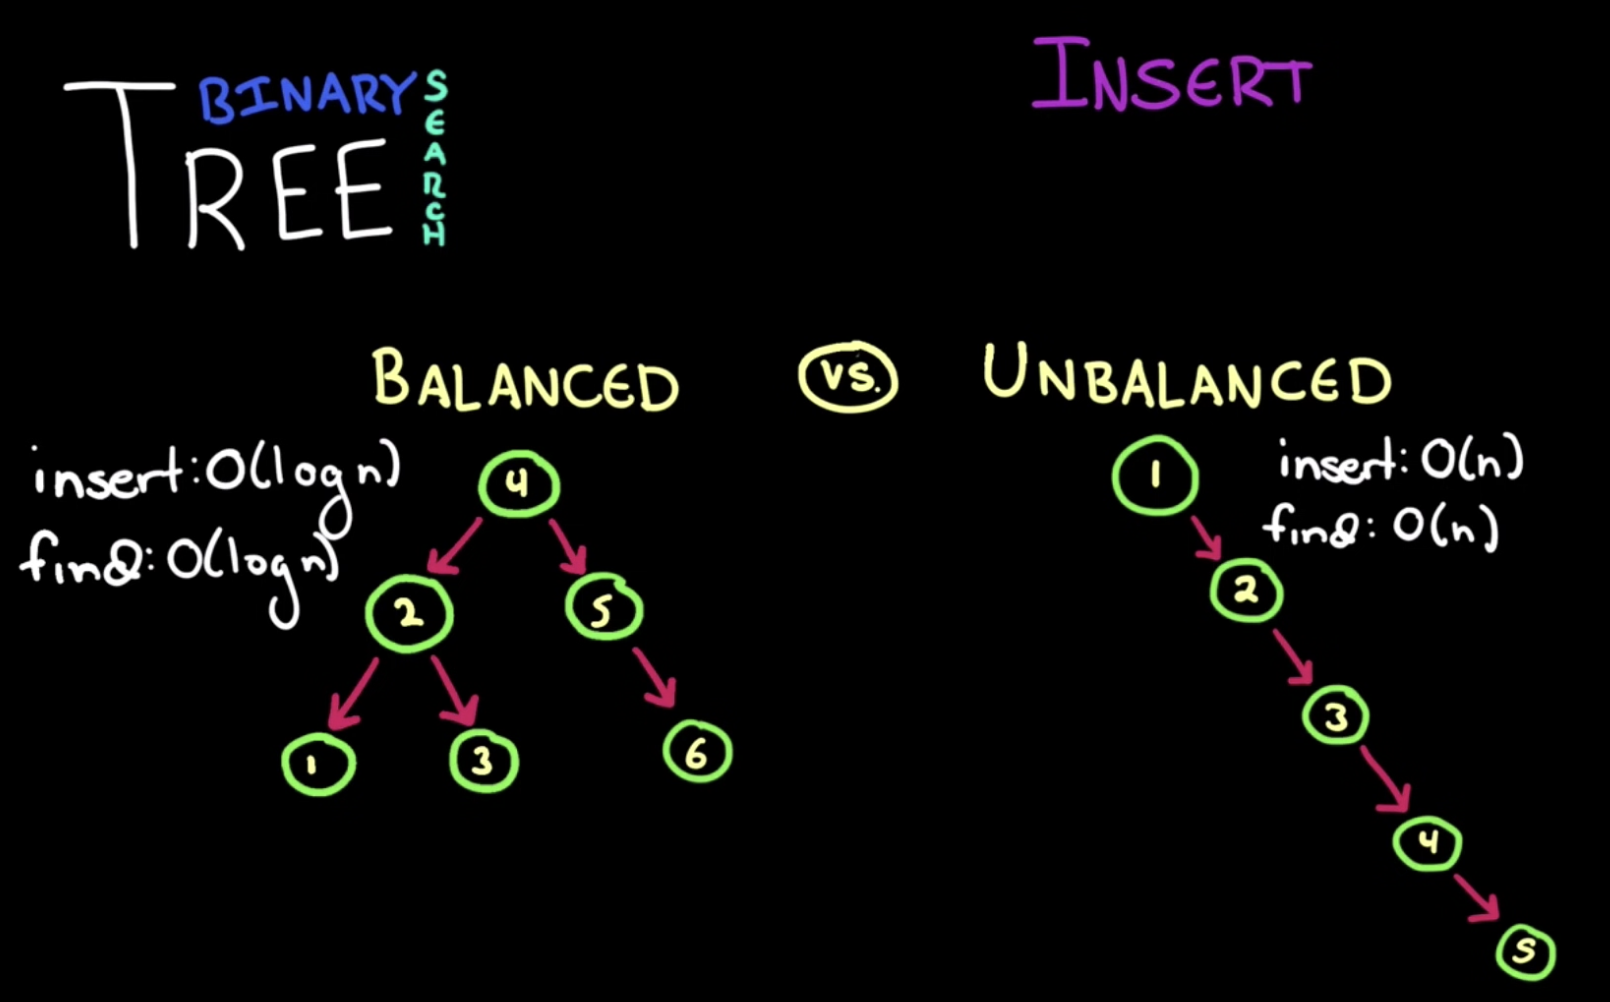 BINARY SEARCH
TREE
INSERT
BALANCED VS. UNBALANCED
insert: O(log n)
find: O(log n)
4
2 5
1 3 6
insert: O(n)
find: O(n)
1
2
3
4
5